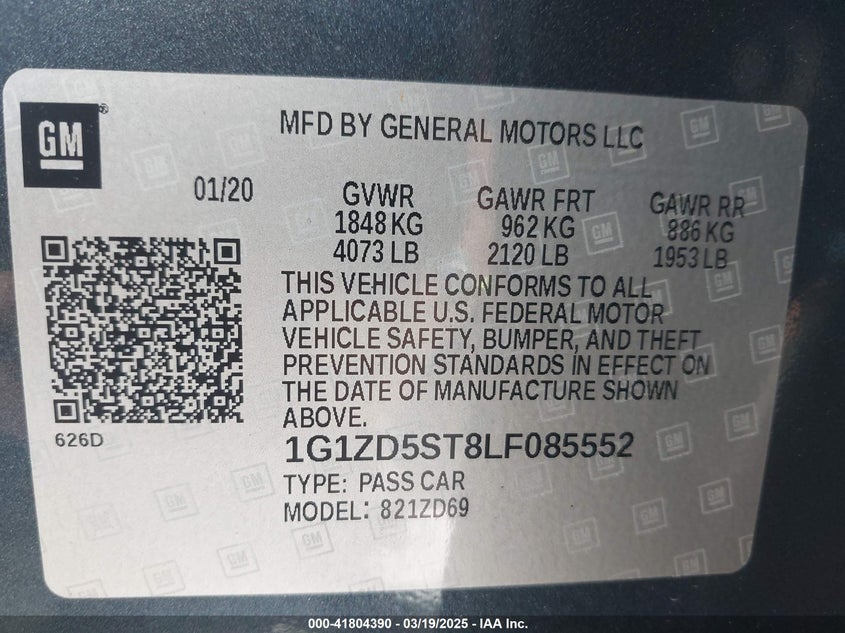 GM
MFD BY GENERAL MOTORS LLC
01/20
GVWR GAWR FRT GAWR RR
1848 KG 962 KG 886 KG
4073 LB 2120 LB 1953 LB
THIS VEHICLE CONFORMS TO ALL
APPLICABLE U.S. FEDERAL MOTOR
VEHICLE SAFETY, BUMPER, AND THEFT
PREVENTION STANDARDS IN EFFECT ON
THE DATE OF MANUFACTURE SHOWN
ABOVE.
626D
1G1ZD5ST8LF085552
TYPE: PASS CAR
MODEL: 821ZD69
000-41804390 - 03/19/2025 - IAA Inc.